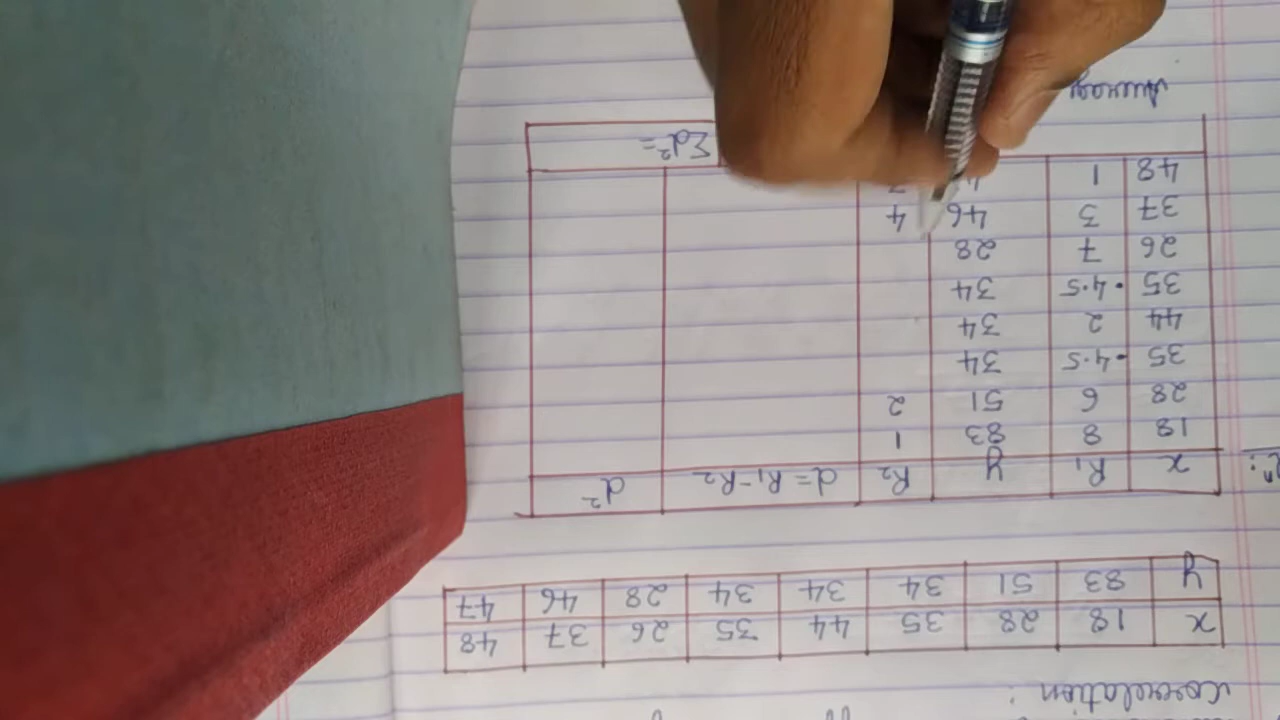 Correlation :
x 18 28 35 44 35 26 37 48
y 83 51 34 34 34 28 46 47
x R1 y R2 d = R1-R2 d²
18 8 83 1
28 6 51 2
35 •4.5 34
44 2 34
35 •4.5 34
26 7 28
37 3 46 4
48 1 4
Σd²=